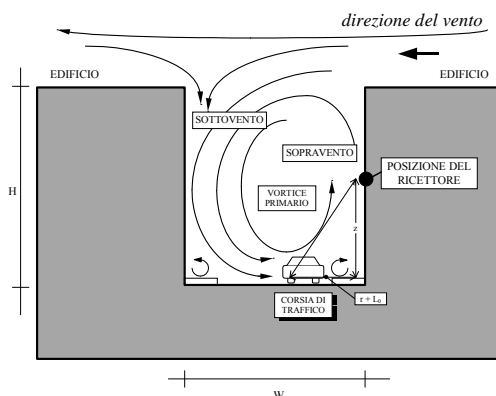 direzione del vento
EDIFICIO
EDIFICIO
SOTTOVENTO
SOPRAVENTO
POSIZIONE DEL
RICETTORE
H
VORTICE
PRIMARIO
z
r + L₀
CORSIA DI
TRAFFICO
W